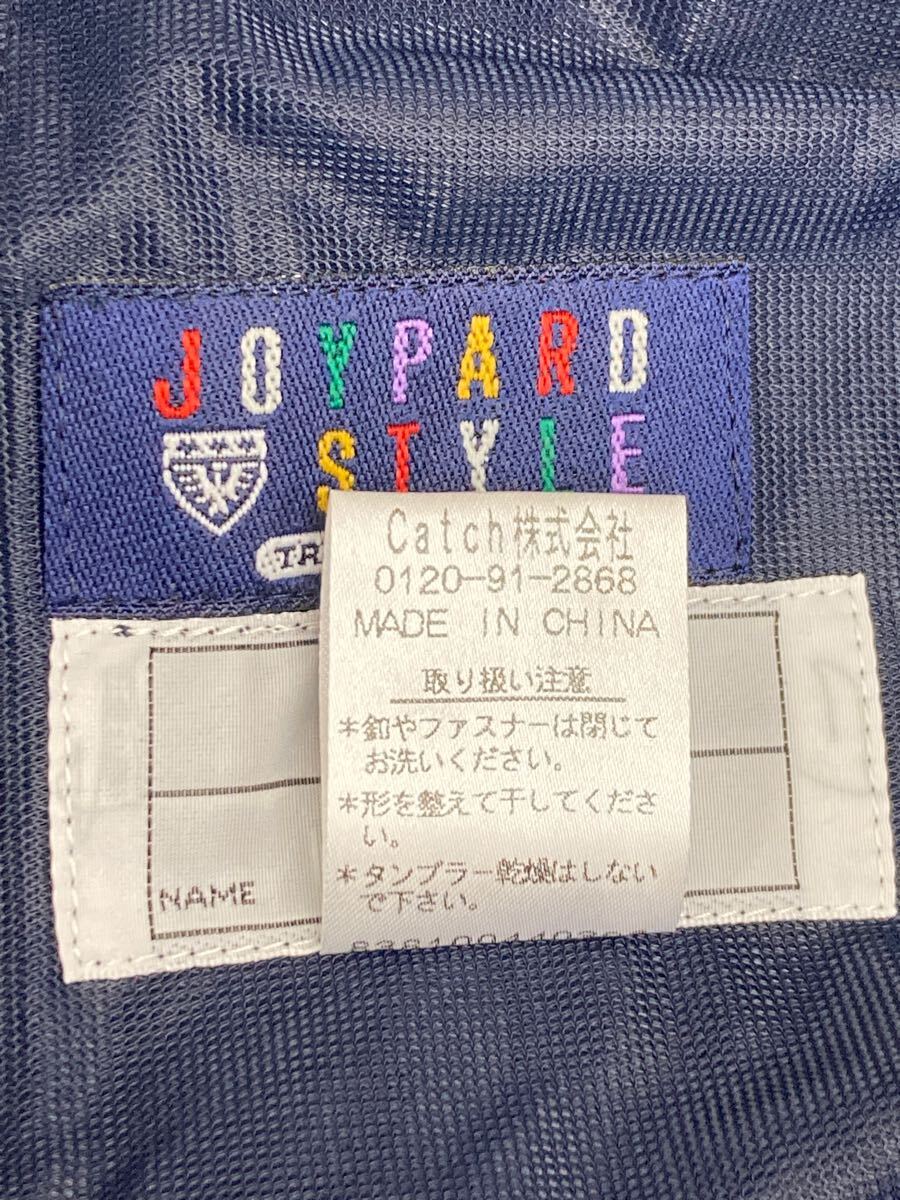 JOYPARD
STYLE
Catch株式会社
0120-91-2868
MADE IN CHINA
取り扱い注意
*釦やファスナーは閉じて
お洗いください。
*形を整えて干してくださ
い。
*タンブラー乾燥はしない
で下さい。
NAME